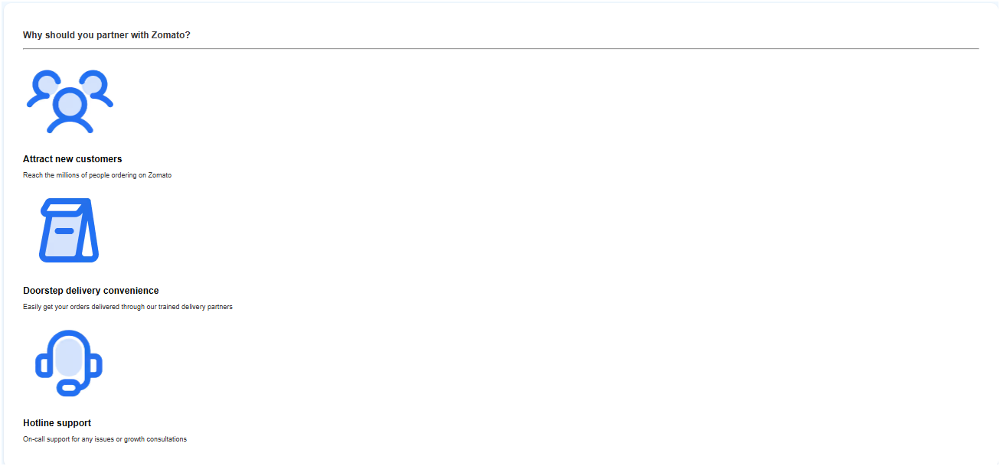 Why should you partner with Zomato?
Attract new customers
Reach the millions of people ordering on Zomato
Doorstep delivery convenience
Easily get your orders delivered through our trained delivery partners
Hotline support
On-call support for any issues or growth consultations